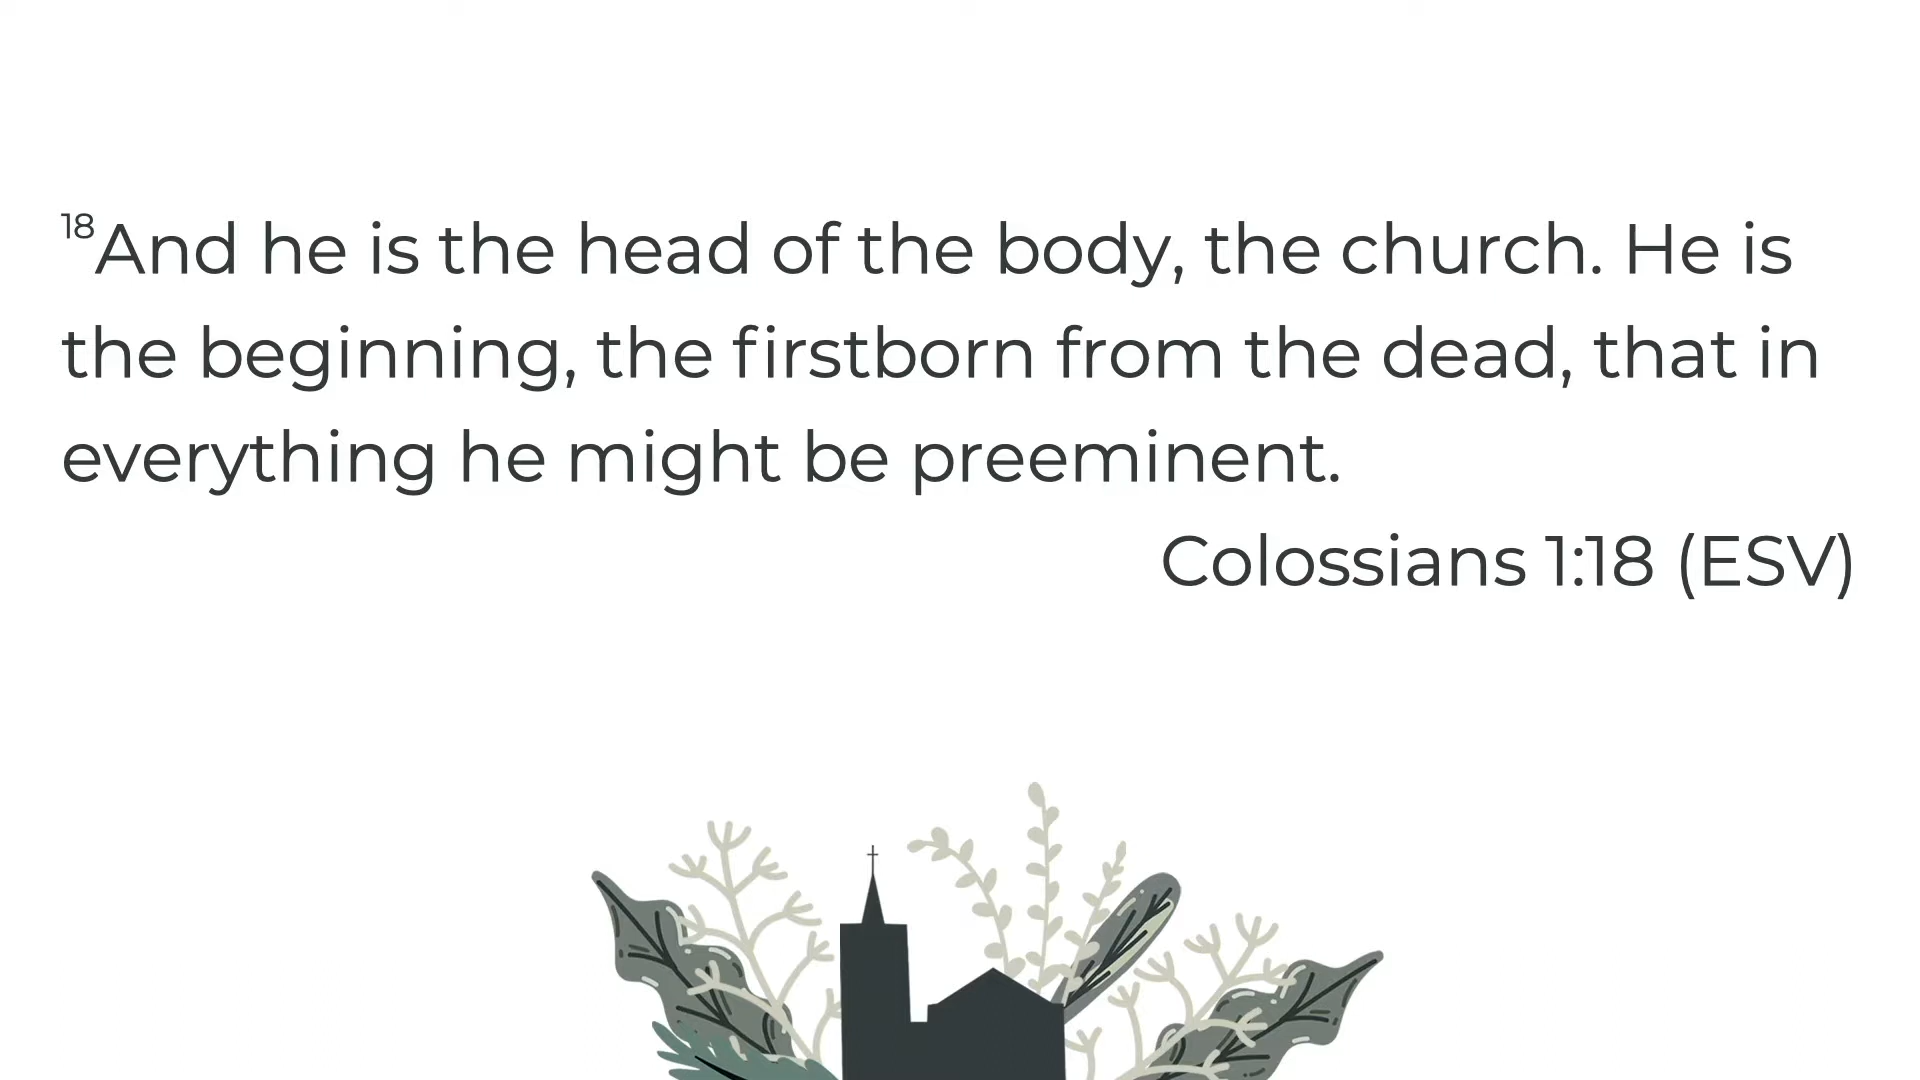 18And he is the head of the body, the church. He is
the beginning, the firstborn from the dead, that in
everything he might be preeminent.
Colossians 1:18 (ESV)